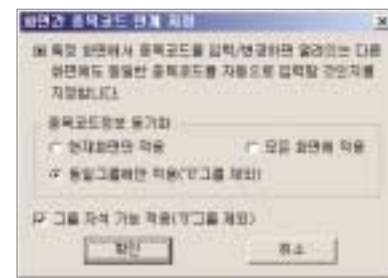 화면간 종목코드 연계 지정
특정 화면에서 종목코드를 입력/변경하면 열려있는 다른
화면에도 동일한 종목코드를 자동으로 입력할 것인지를
지정합니다.
종목코드정보 동기화
현재화면만 적용 모든 화면에 적용
동일그룹에만 적용('0'그룹 제외)
그룹 자석 기능 적용('0'그룹 제외)
확인 취소